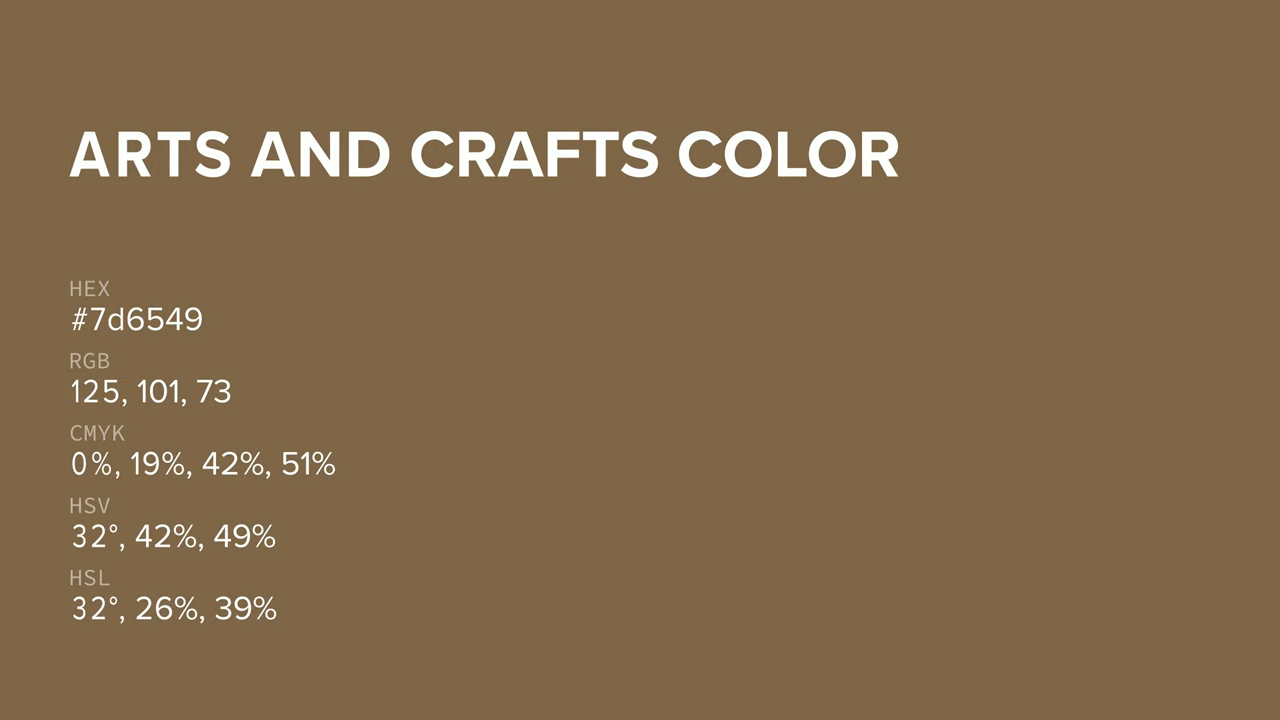 ARTS AND CRAFTS COLOR
HEX
#7d6549
RGB
125, 101, 73
CMYK
0%, 19%, 42%, 51%
HSV
32°, 42%, 49%
HSL
32°, 26%, 39%